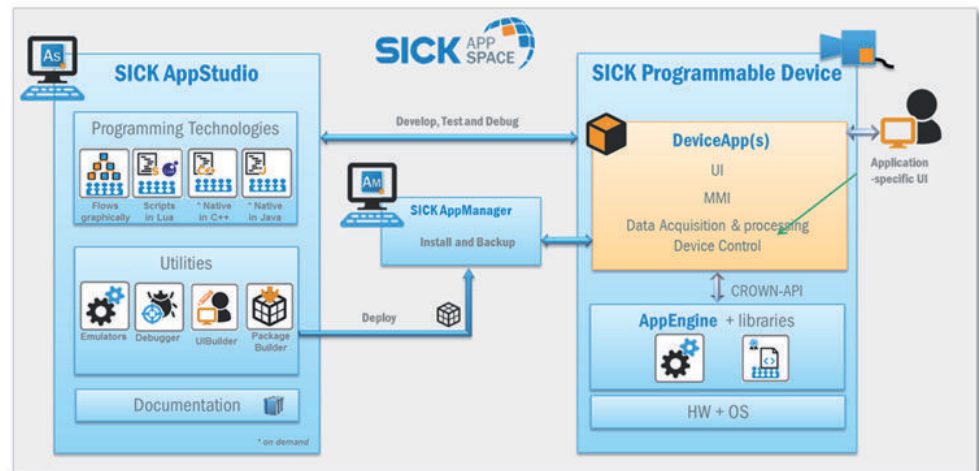 SICK APP
SPACE
As
SICK AppStudio
Programming Technologies
Flows
graphically
Scripts
in Lua
* Native
in C++
* Native
in Java
Utilities
Emulators
Debugger
UIBuilder
Package
Builder
Documentation
* on demand
Develop, Test and Debug
AM
SICK AppManager
Install and Backup
Deploy
SICK Programmable Device
DeviceApp(s)
UI
MMI
Data Acquisition & processing
Device Control
Application
-specific UI
CROWN-API
AppEngine + libraries
HW + OS